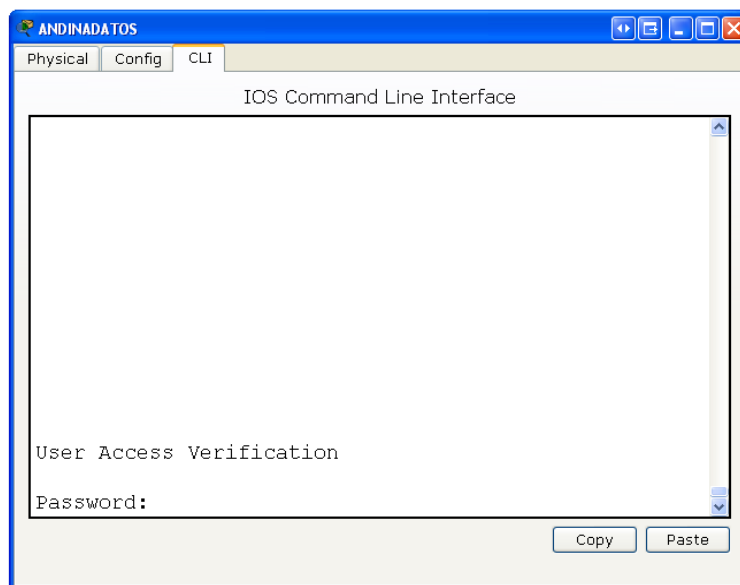 ANDINADATOS
Physical Config CLI
IOS Command Line Interface
User Access Verification
Password:
Copy Paste